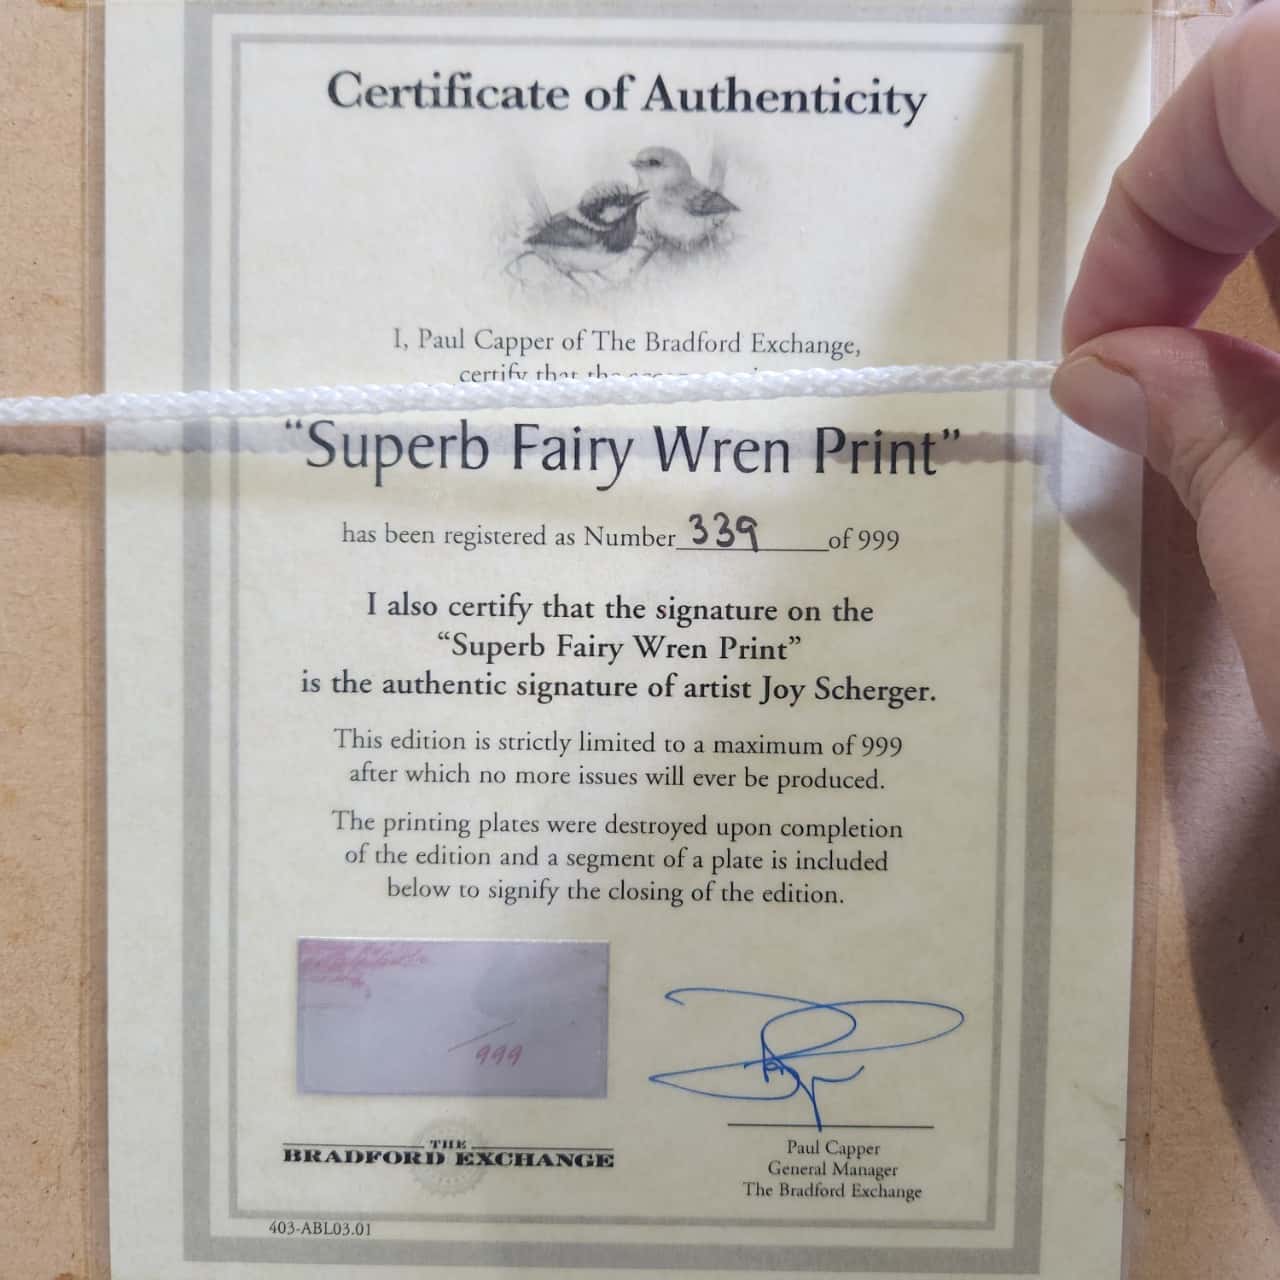 Certificate of Authenticity
I, Paul Capper of The Bradford Exchange,
certify that the
“Superb Fairy Wren Print”
has been registered as Number 339 of 999
I also certify that the signature on the
“Superb Fairy Wren Print”
is the authentic signature of artist Joy Scherger.
This edition is strictly limited to a maximum of 999
after which no more issues will ever be produced.
The printing plates were destroyed upon completion
of the edition and a segment of a plate is included
below to signify the closing of the edition.
/999
THE
BRADFORD EXCHANGE
Paul Capper
General Manager
The Bradford Exchange
403-ABL03.01